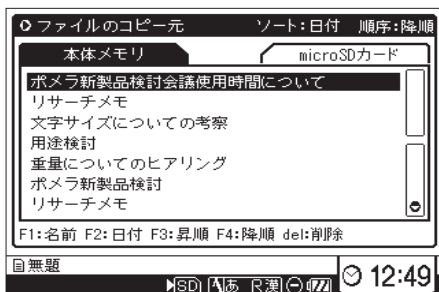 ファイルのコピー元 ソート:日付 順序:降順
本体メモリ microSDカード
ポメラ新製品検討会議使用時間について
リサーチメモ
文字サイズについての考察
用途検討
重量についてのヒアリング
ポメラ新製品検討
リサーチメモ
F1:名前 F2:日付 F3:昇順 F4:降順 del:削除
無題
SD A あ R漢 12:49